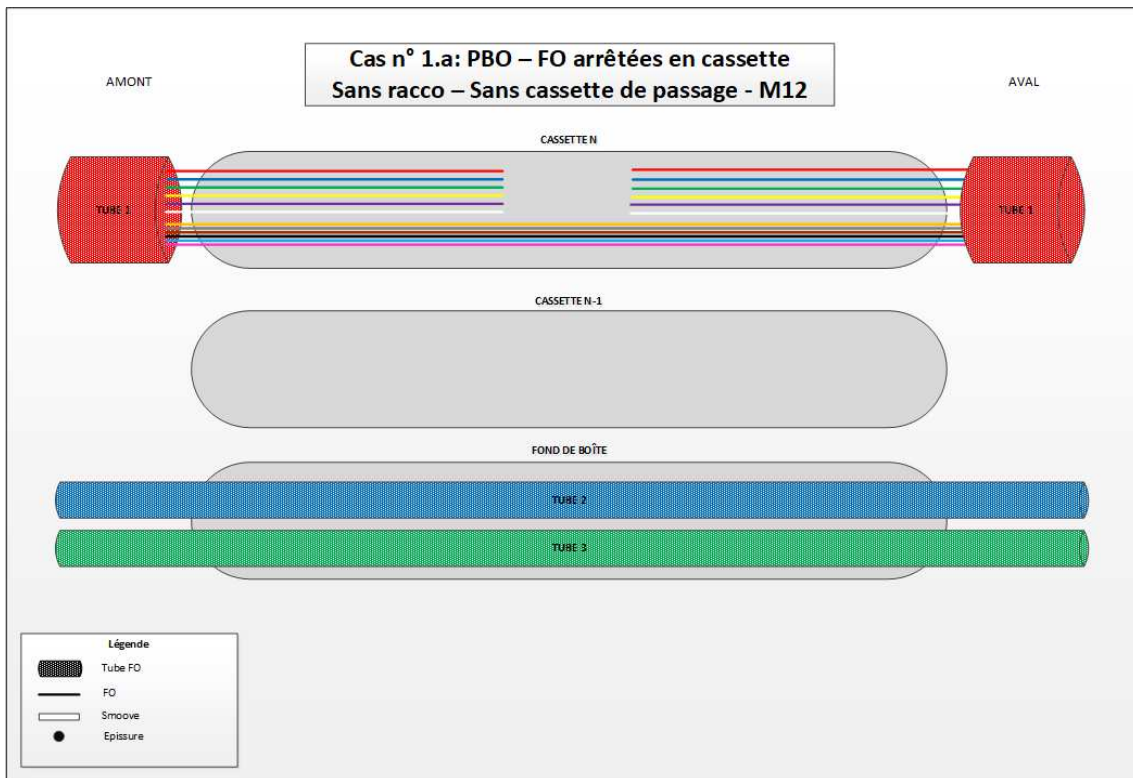 Cas n° 1.a: PBO – FO arrêtées en cassette
Sans racco – Sans cassette de passage - M12
AMONT
AVAL
CASSETTE N
TUBE 1
TUBE 1
CASSETTE N-1
FOND DE BOÎTE
TUBE 2
TUBE 3
Légende
Tube FO
FO
Smoove
Epissure